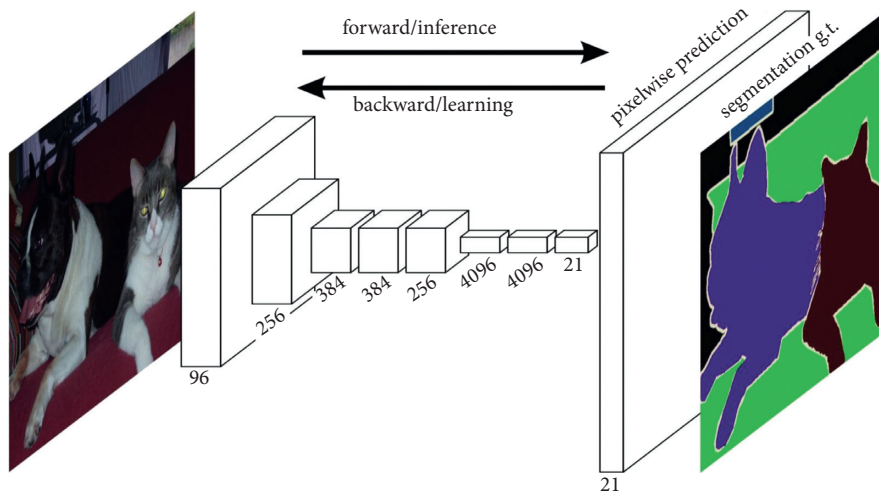 forward/inference
backward/learning
pixelwise prediction
segmentation g.t.
96
256
384
384
256
4096
4096
21
21